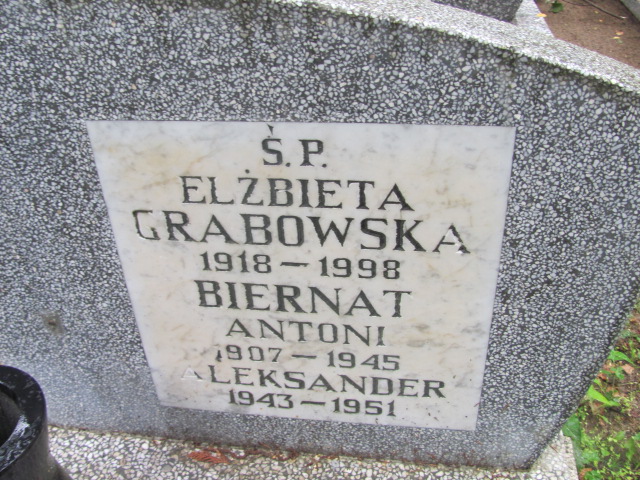 Ś.P.
ELŻBIETA
GRABOWSKA
1918-1998
BIERNAT
ANTONI
1907-1945
ALEKSANDER
1943-1951